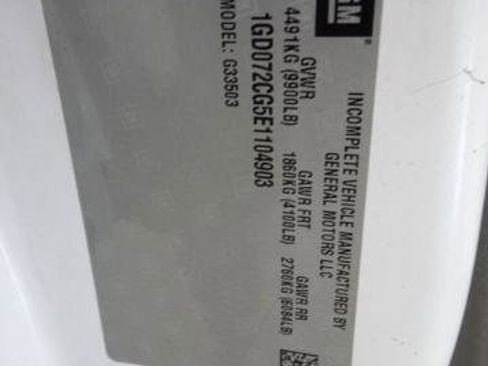 GM
®
INCOMPLETE VEHICLE MANUFACTURED BY
GENERAL MOTORS LLC
GVWR GAWR FRT GAWR RR
4491KG (9900LB) 1860KG (4100LB) 2760KG (6084LB)
1GD072CG5E1104903
MODEL: G33503